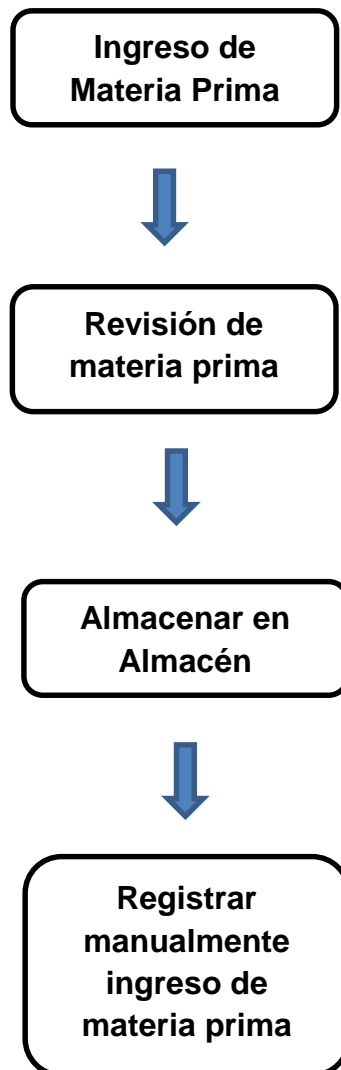 Ingreso de
Materia Prima
Revisión de
materia prima
Almacenar en
Almacén
Registrar
manualmente
ingreso de
materia prima